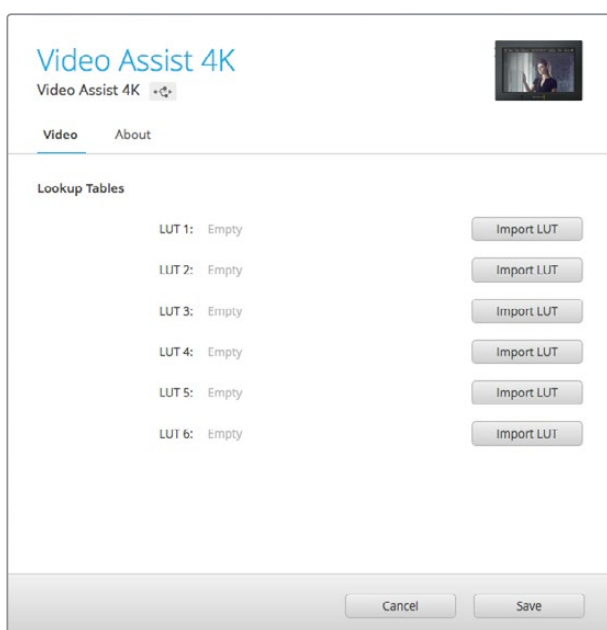 Video Assist 4K
Video Assist 4K
Video About
Lookup Tables
LUT 1: Empty Import LUT
LUT 2: Empty Import LUT
LUT 3: Empty Import LUT
LUT 4: Empty Import LUT
LUT 5: Empty Import LUT
LUT 6: Empty Import LUT
Cancel Save